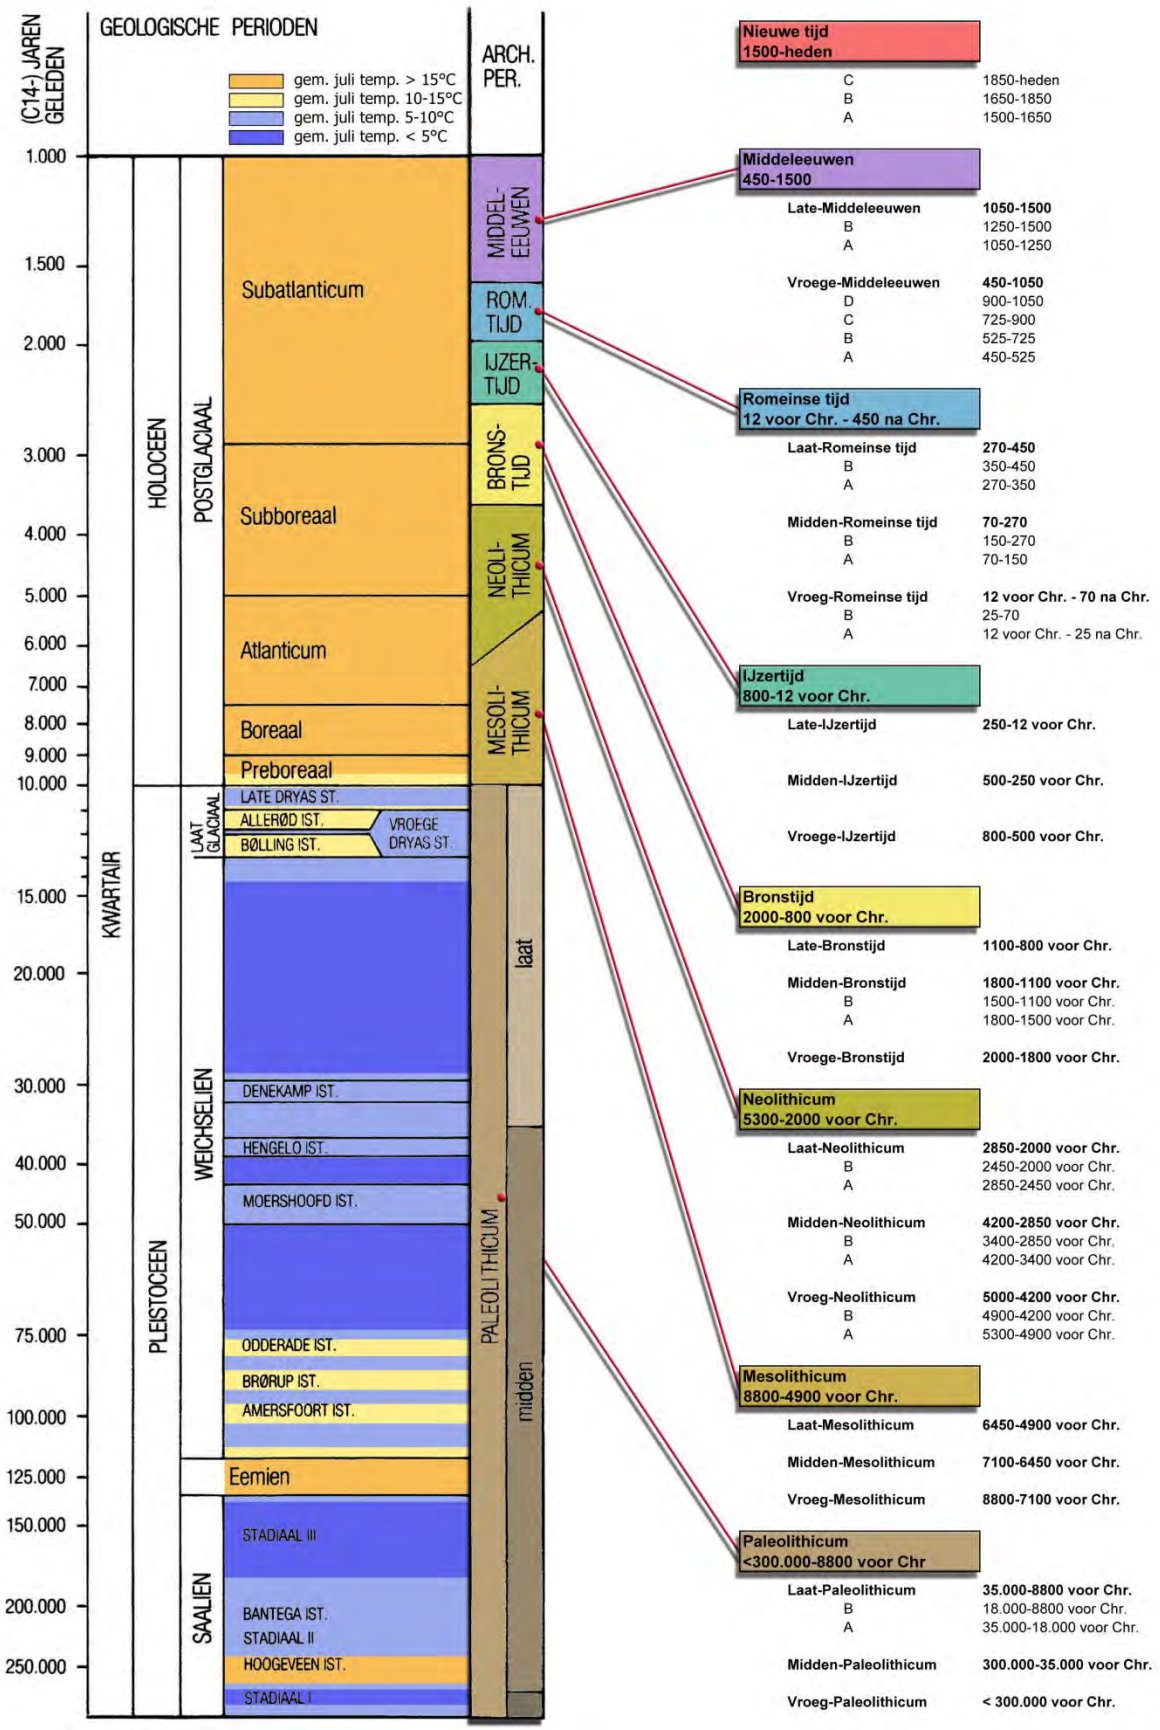 (C14-) JAREN
GELEDEN
GEOLOGISCHE PERIODEN
gem. juli temp. > 15°C
gem. juli temp. 10-15°C
gem. juli temp. 5-10°C
gem. juli temp. < 5°C
ARCH.
PER.
1.000
1.500
2.000
3.000
4.000
5.000
6.000
7.000
8.000
9.000
10.000
15.000
20.000
30.000
40.000
50.000
75.000
100.000
125.000
150.000
200.000
250.000
KWARTAIR
HOLOCEEN
PLEISTOCEEN
POSTGLACIAAL
LAAT
GLACIAAL
WEICHSELIEN
SAALIEN
Subatlanticum
Subboreaal
Atlanticum
Boreaal
Preboreaal
LATE DRYAS ST.
ALLERØD IST.
VROEGE
DRYAS ST.
BØLLING IST.
DENEKAMP IST.
HENGELO IST.
MOERSHOOFD IST.
ODDERADE IST.
BRØRUP IST.
AMERSFOORT IST.
Eemien
STADIAAL III
BANTEGA IST.
STADIAAL II
HOOGEVEEN IST.
STADIAAL I
MIDDEL-
EEUWEN
ROM.
TIJD
IJZER-
TIJD
BRONS-
TIJD
NEOLI-
THICUM
MESOLI-
THICUM
PALEOLITHICUM
laat
midden
Nieuwe tijd
1500-heden
C 1850-heden
B 1650-1850
A 1500-1650
Middeleeuwen
450-1500
Late-Middeleeuwen 1050-1500
B 1250-1500
A 1050-1250
Vroege-Middeleeuwen 450-1050
D 900-1050
C 725-900
B 525-725
A 450-525
Romeinse tijd
12 voor Chr. - 450 na Chr.
Laat-Romeinse tijd 270-450
B 350-450
A 270-350
Midden-Romeinse tijd 70-270
B 150-270
A 70-150
Vroeg-Romeinse tijd 12 voor Chr. - 70 na Chr.
B 25-70
A 12 voor Chr. - 25 na Chr.
IJzertijd
800-12 voor Chr.
Late-IJzertijd 250-12 voor Chr.
Midden-IJzertijd 500-250 voor Chr.
Vroege-IJzertijd 800-500 voor Chr.
Bronstijd
2000-800 voor Chr.
Late-Bronstijd 1100-800 voor Chr.
Midden-Bronstijd 1800-1100 voor Chr.
B 1500-1100 voor Chr.
A 1800-1500 voor Chr.
Vroege-Bronstijd 2000-1800 voor Chr.
Neolithicum
5300-2000 voor Chr.
Laat-Neolithicum 2850-2000 voor Chr.
B 2450-2000 voor Chr.
A 2850-2450 voor Chr.
Midden-Neolithicum 4200-2850 voor Chr.
B 3400-2850 voor Chr.
A 4200-3400 voor Chr.
Vroeg-Neolithicum 5000-4200 voor Chr.
B 4900-4200 voor Chr.
A 5300-4900 voor Chr.
Mesolithicum
8800-4900 voor Chr.
Laat-Mesolithicum 6450-4900 voor Chr.
Midden-Mesolithicum 7100-6450 voor Chr.
Vroeg-Mesolithicum 8800-7100 voor Chr.
Paleolithicum
<300.000-8800 voor Chr
Laat-Paleolithicum 35.000-8800 voor Chr.
B 18.000-8800 voor Chr.
A 35.000-18.000 voor Chr.
Midden-Paleolithicum 300.000-35.000 voor Chr.
Vroeg-Paleolithicum < 300.000 voor Chr.